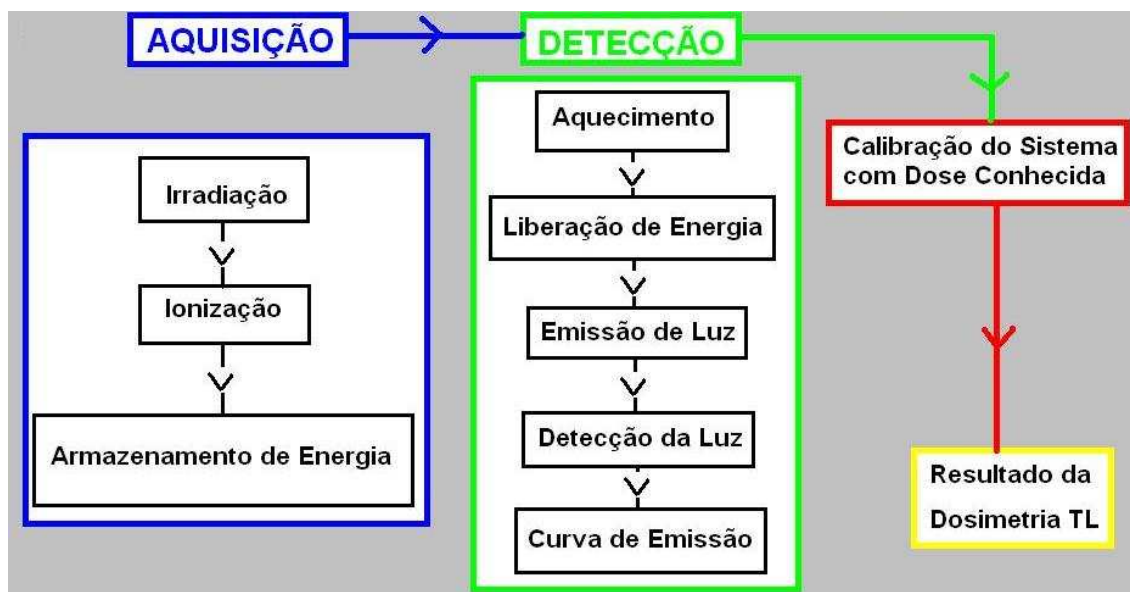 AQUISIÇÃO
DETECÇÃO
Irradiação
Ionização
Armazenamento de Energia
Aquecimento
Liberação de Energia
Emissão de Luz
Detecção da Luz
Curva de Emissão
Calibração do Sistema
com Dose Conhecida
Resultado da
Dosimetria TL